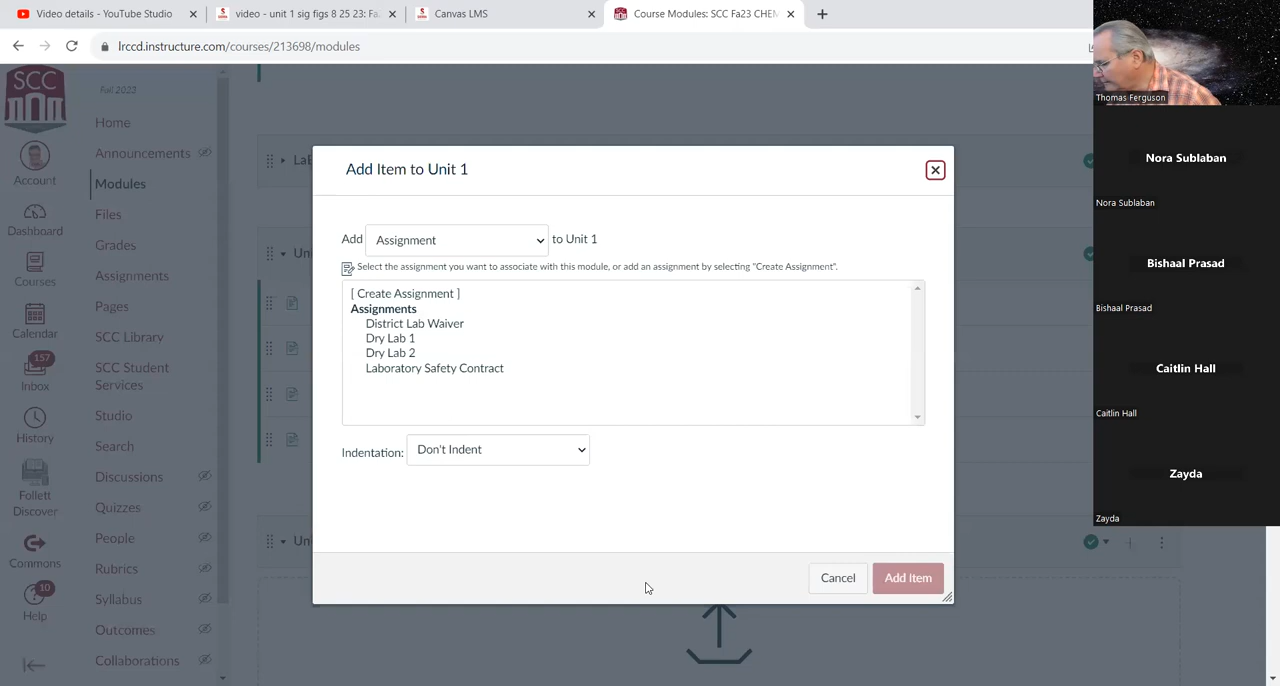 Video details - YouTube Studio
video - unit 1 sig figs 8 25 23: Fa
Canvas LMS
Course Modules: SCC Fa23 CHEM
lrccd.instructure.com/courses/213698/modules
SCC
Account
Dashboard
Courses
Calendar
157
Inbox
History
Follett
Discover
Commons
10
Help
Fall 2023
Home
Announcements
Modules
Files
Grades
Assignments
Pages
SCC Library
SCC Student
Services
Studio
Search
Discussions
Quizzes
People
Rubrics
Syllabus
Outcomes
Collaborations
Add Item to Unit 1
Add
Assignment
to Unit 1
Select the assignment you want to associate with this module, or add an assignment by selecting "Create Assignment".
[ Create Assignment ]
Assignments
District Lab Waiver
Dry Lab 1
Dry Lab 2
Laboratory Safety Contract
Indentation:
Don't Indent
Cancel
Add Item
Thomas Ferguson
Nora Sublaban
Nora Sublaban
Bishaal Prasad
Bishaal Prasad
Caitlin Hall
Caitlin Hall
Zayda
Zayda